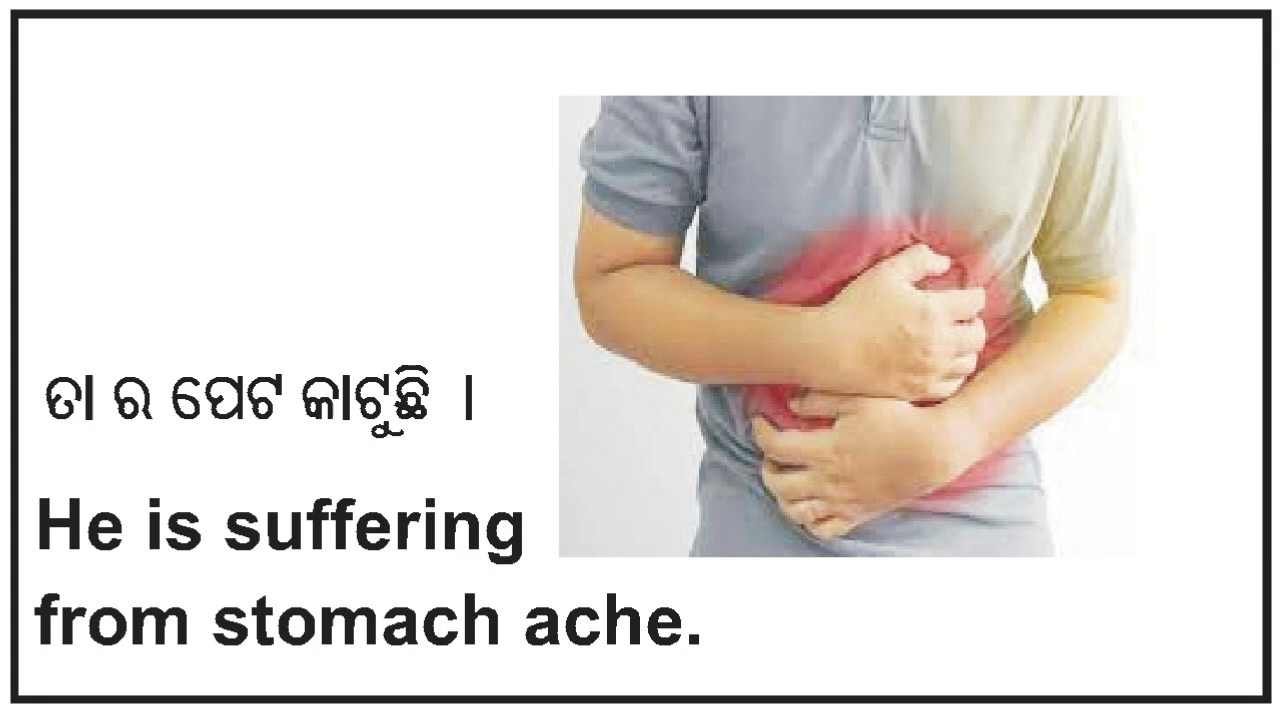 ତା ର ପେଟ କାଟୁଛି ।
He is suffering
from stomach ache.